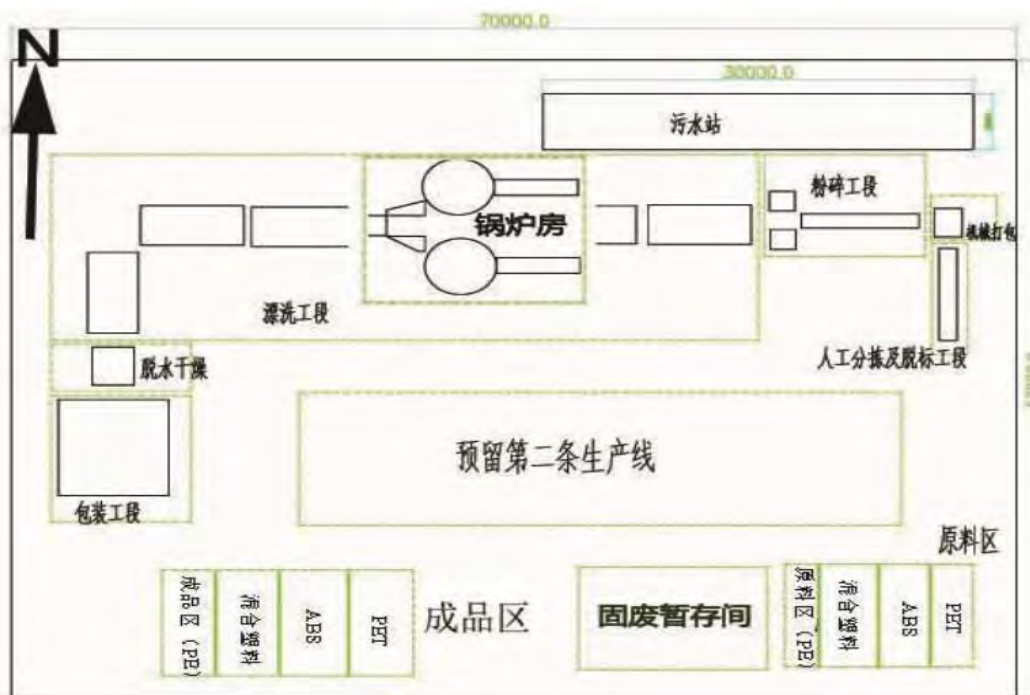 70000.0
N
30000.0
污水站
粉碎工段
锅炉房
机械打包
漂洗工段
脱水干燥
人工分拣及脱标工段
预留第二条生产线
包装工段
原料区
成品区（PE）
混合塑料
ABS
PET
成品区
固废暂存间
原料区（PE）
混合塑料
ABS
PET